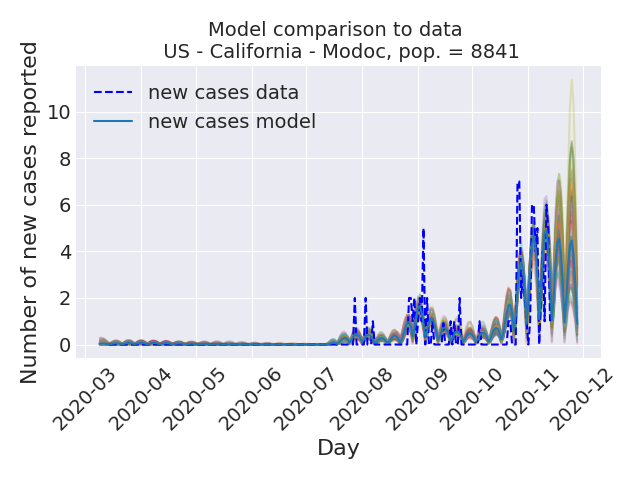 Model comparison to data
US - California - Modoc, pop. = 8841
Number of new cases reported
new cases data
new cases model
10
8
6
4
2
0
2020-03
2020-04
2020-05
2020-06
2020-07
2020-08
2020-09
2020-10
2020-11
2020-12
Day